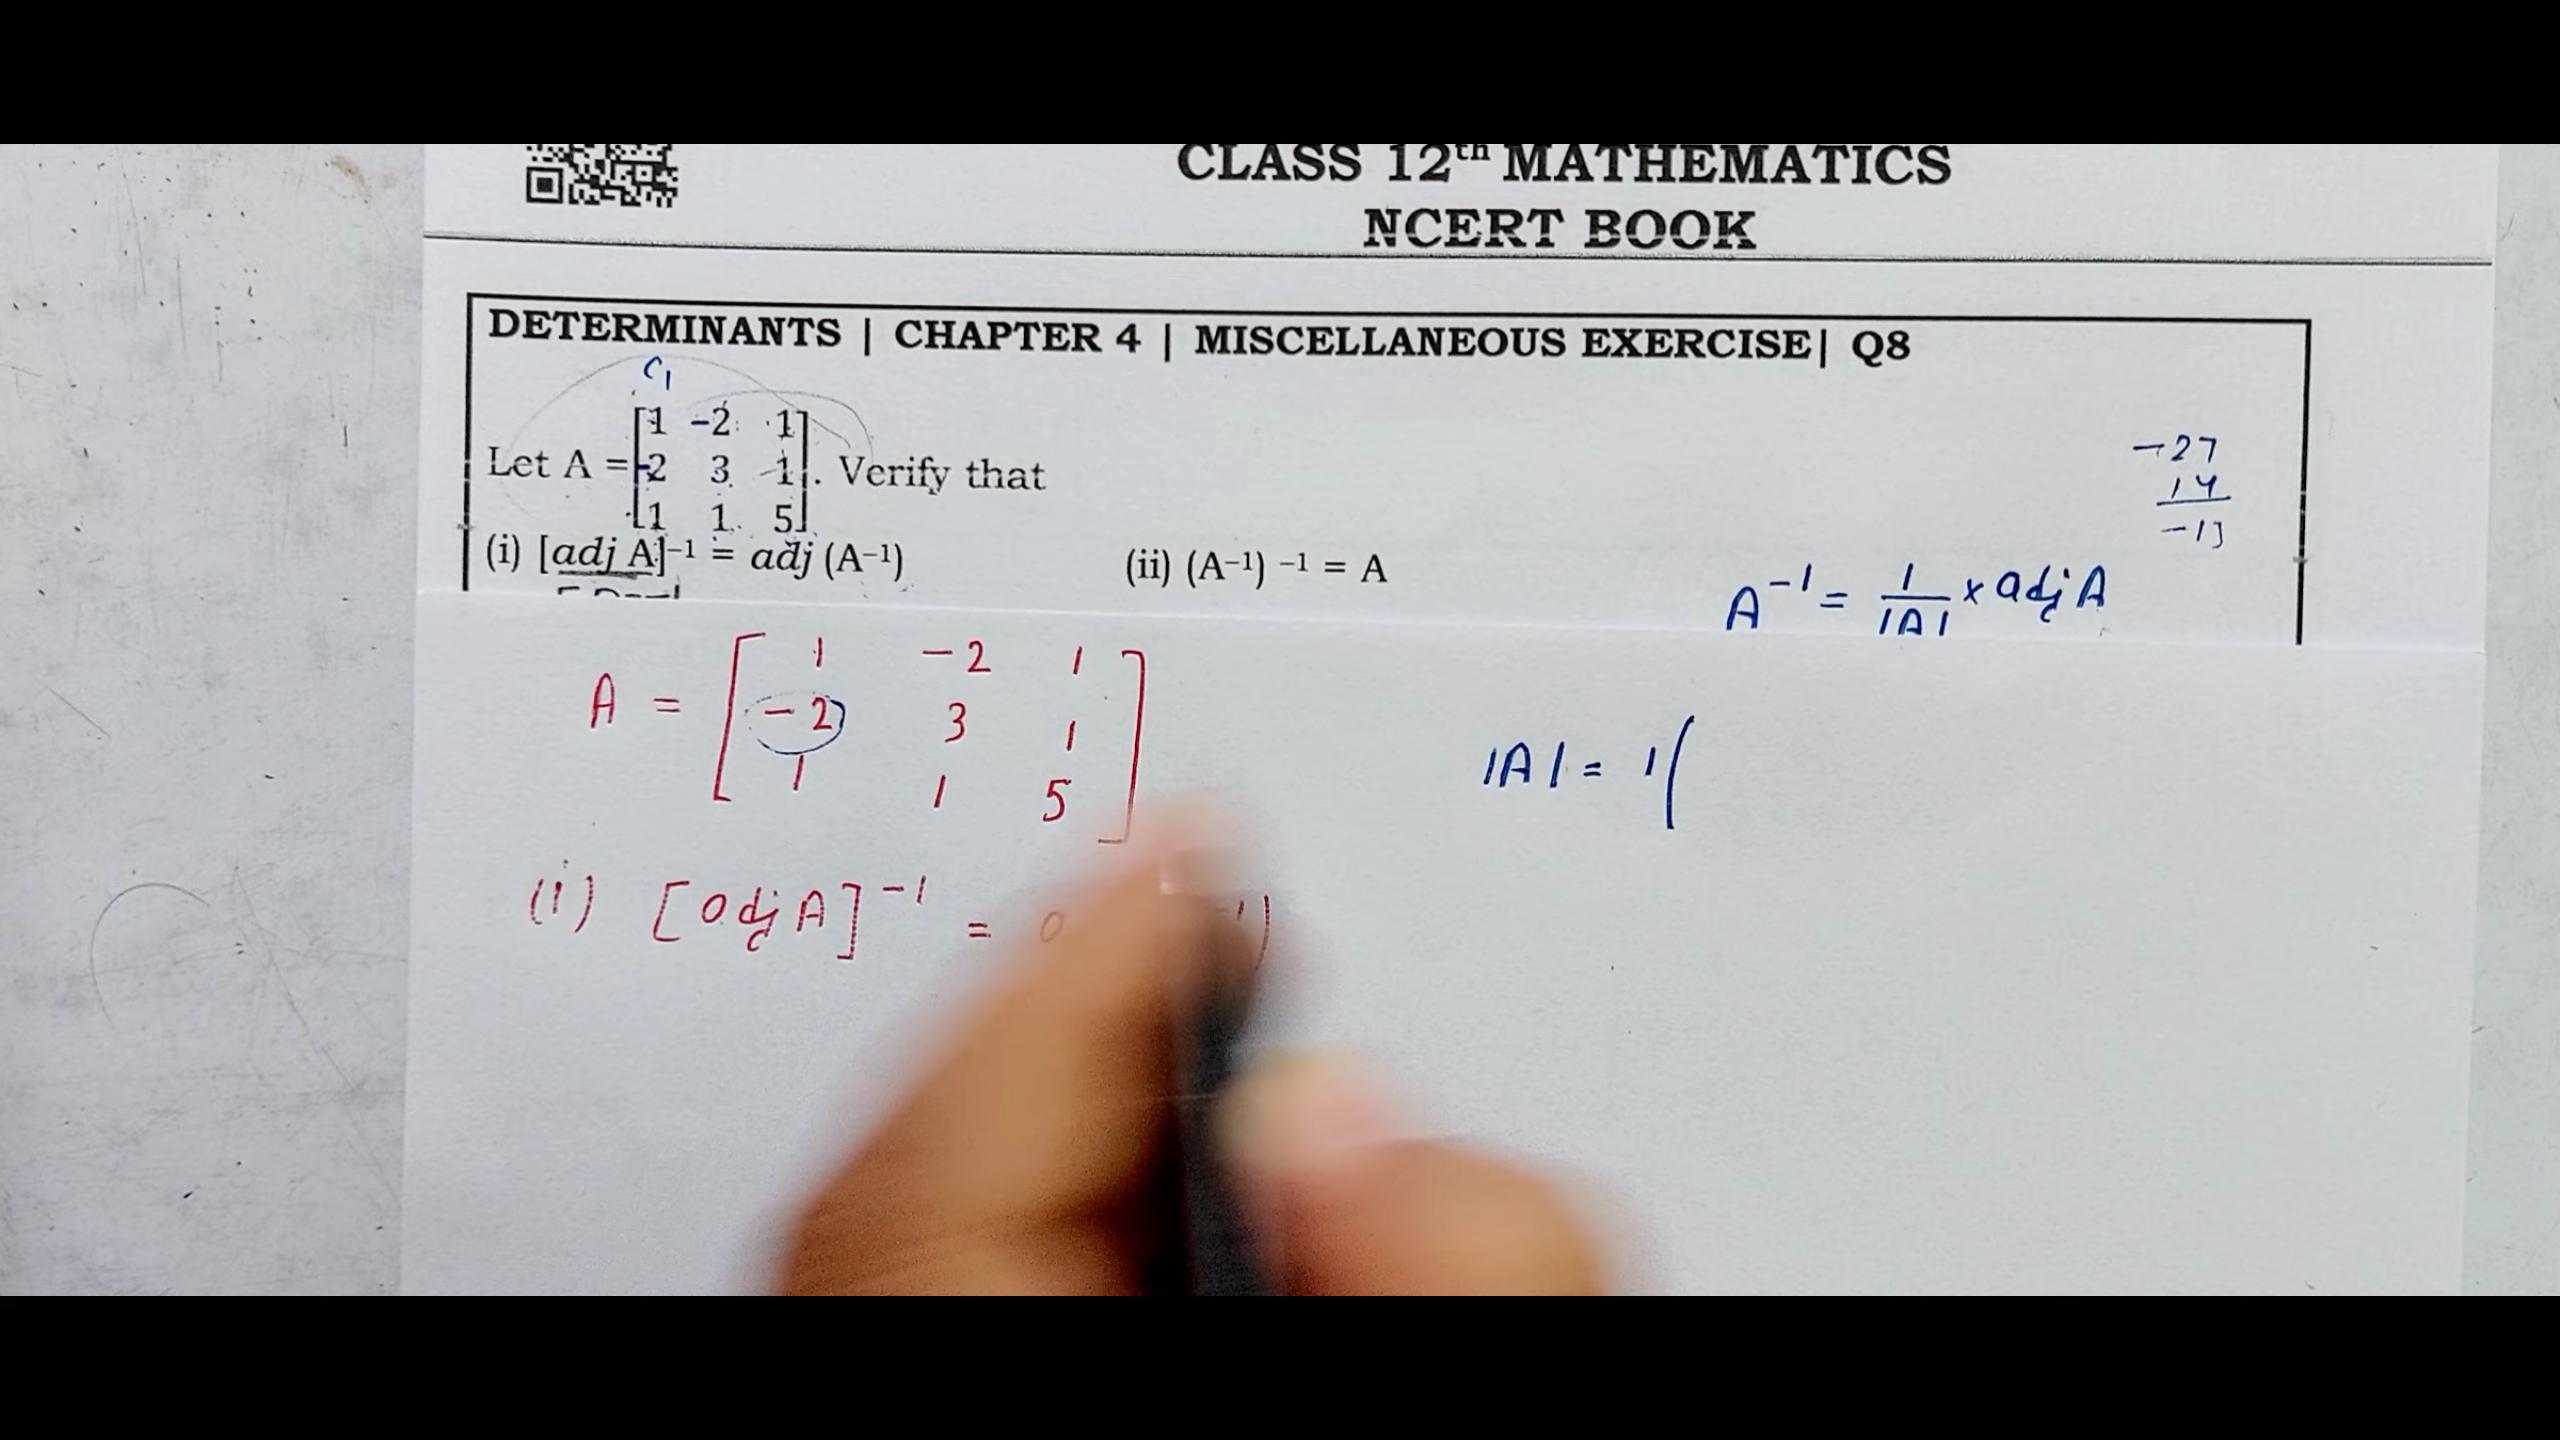 CLASS 12th MATHEMATICS
NCERT BOOK
DETERMINANTS | CHAPTER 4 | MISCELLANEOUS EXERCISE| Q8
C1
Let A = [1 -2 1
-2 3 1
1 1 5]. Verify that
(i) [adj A]⁻¹ = adj (A⁻¹) (ii) (A⁻¹)⁻¹ = A
-27
14
-13
A⁻¹ = 1/|A| × adj A
A = [1 -2 1
-2 3 1
1 1 5]
|A| = 1(
(i) [adj A]⁻¹ =